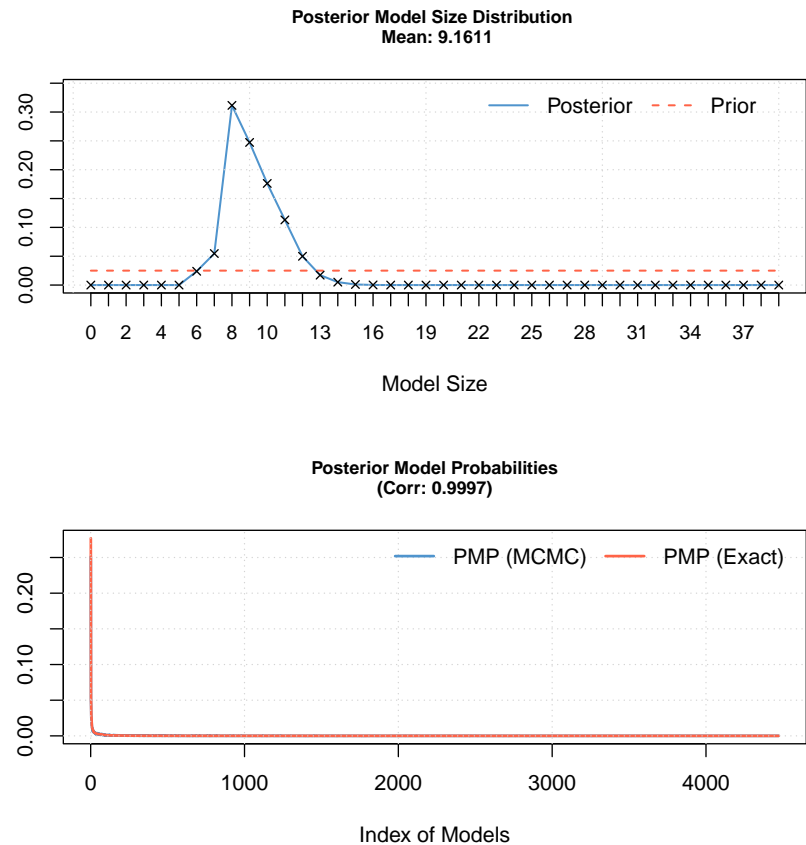 Posterior Model Size Distribution
Mean: 9.1611
0.30
0.20
0.10
0.00
Posterior
Prior
0 2 4 6 8 10 13 16 19 22 25 28 31 34 37
Model Size
Posterior Model Probabilities
(Corr: 0.9997)
0.20
0.10
0.00
PMP (MCMC)
PMP (Exact)
0 1000 2000 3000 4000
Index of Models